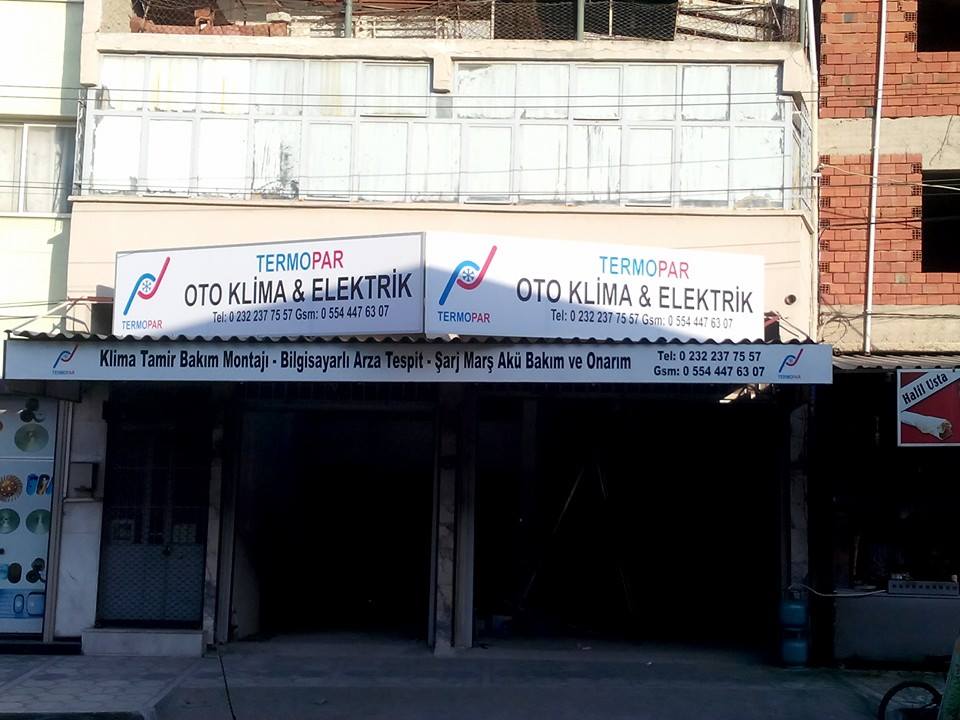 TERMOPAR
OTO KLİMA & ELEKTRİK
Tel: 0 232 237 75 57 Gsm: 0 554 447 63 07
TERMOPAR
TERMOPAR
OTO KLİMA & ELEKTRİK
Tel: 0 232 237 75 57 Gsm: 0 554 447 63 07
TERMOPAR
TERMOPAR
Klima Tamir Bakım Montajı - Bilgisayarlı Arza Tespit - Şarj Marş Akü Bakım ve Onarım
Tel: 0 232 237 75 57
Gsm: 0 554 447 63 07
TERMOPAR
Halil Usta